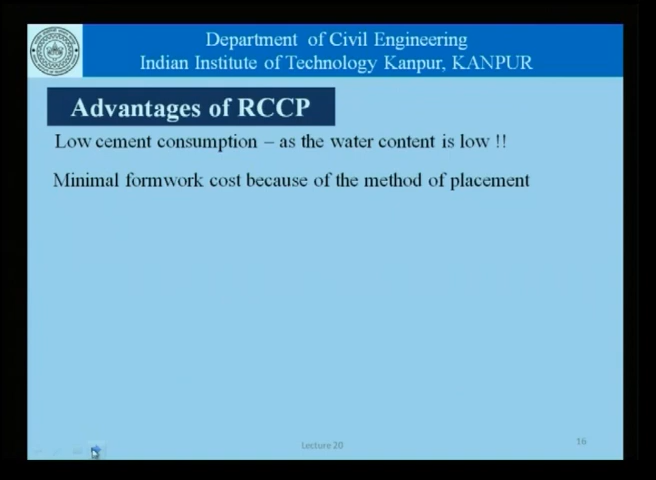 Department of Civil Engineering
Indian Institute of Technology Kanpur, KANPUR
Advantages of RCCP
Low cement consumption – as the water content is low !!
Minimal formwork cost because of the method of placement
Lecture 20
16